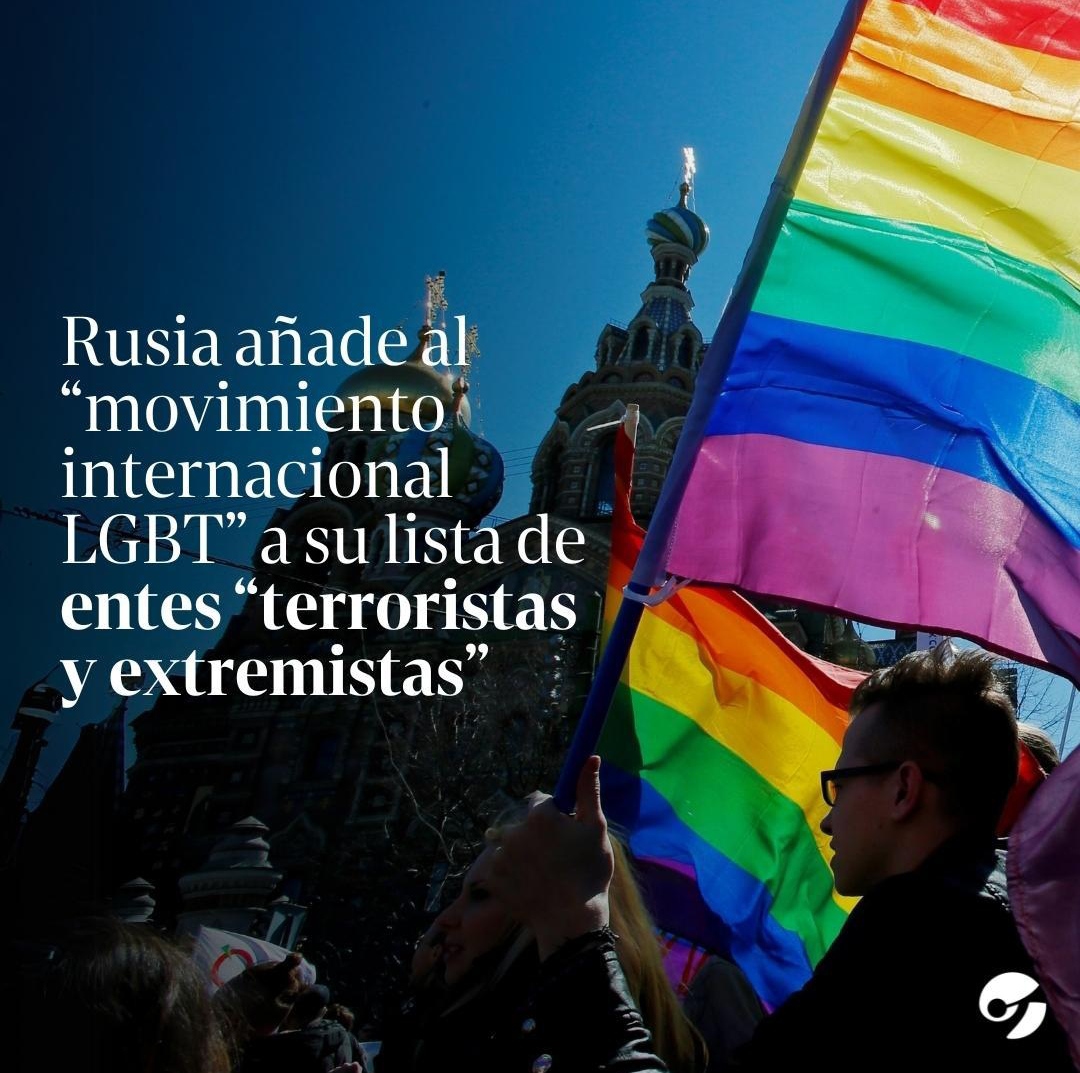 Rusia añade al
“movimiento
internacional
LGBT” a su lista de
entes “terroristas
y extremistas”